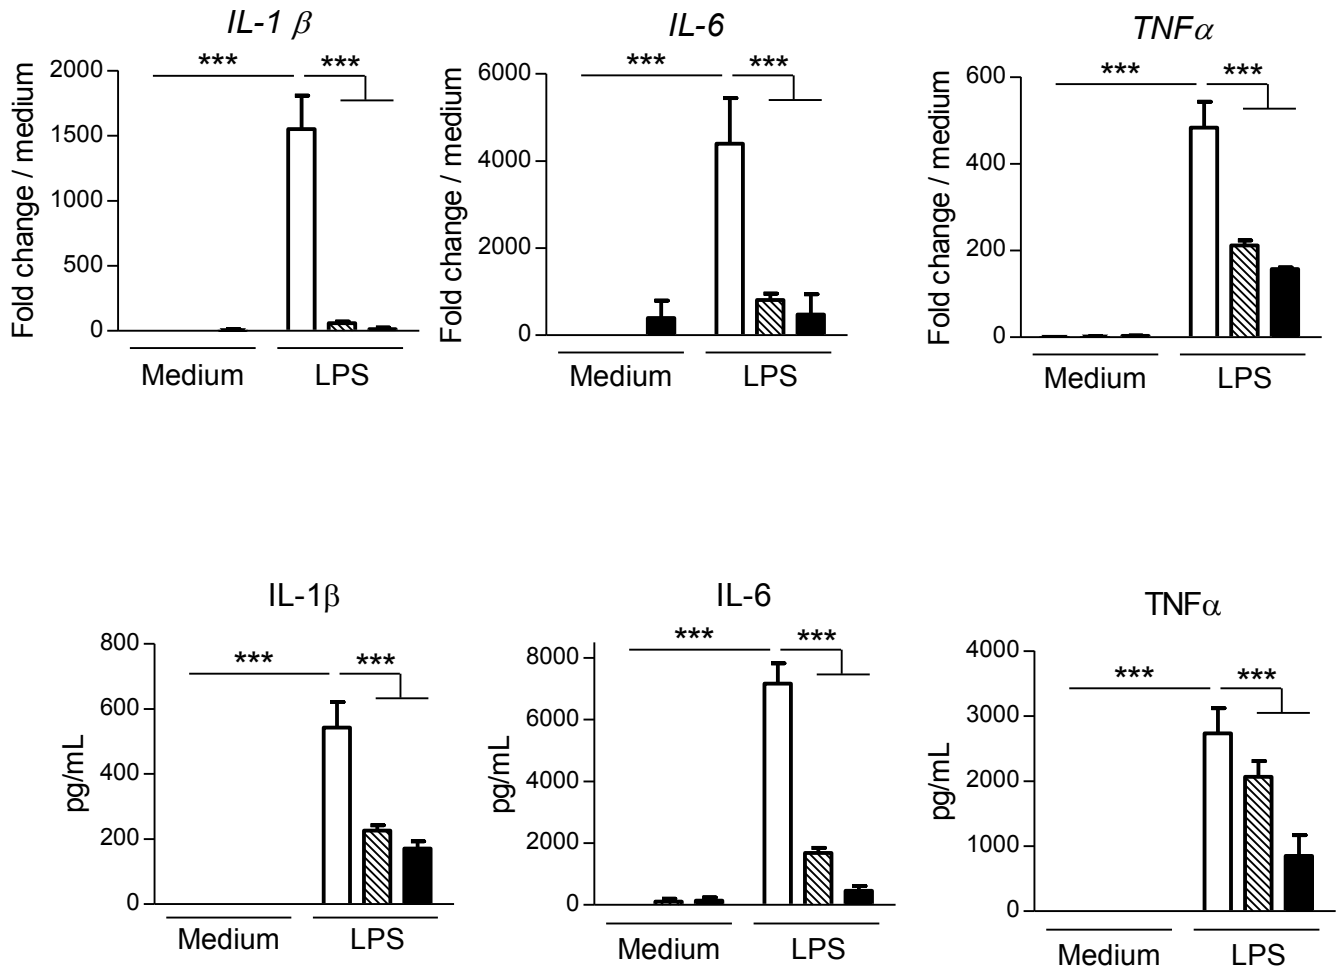 IL-1 β
*** ***
Fold change / medium
2000
1500
1000
500
0
Medium LPS
IL-6
*** ***
Fold change / medium
6000
4000
2000
0
Medium LPS
TNFα
*** ***
Fold change / medium
600
400
200
0
Medium LPS
IL-1β
*** ***
pg/mL
800
600
400
200
0
Medium LPS
IL-6
*** ***
pg/mL
8000
6000
4000
2000
0
Medium LPS
TNFα
*** ***
pg/mL
4000
3000
2000
1000
0
Medium LPS